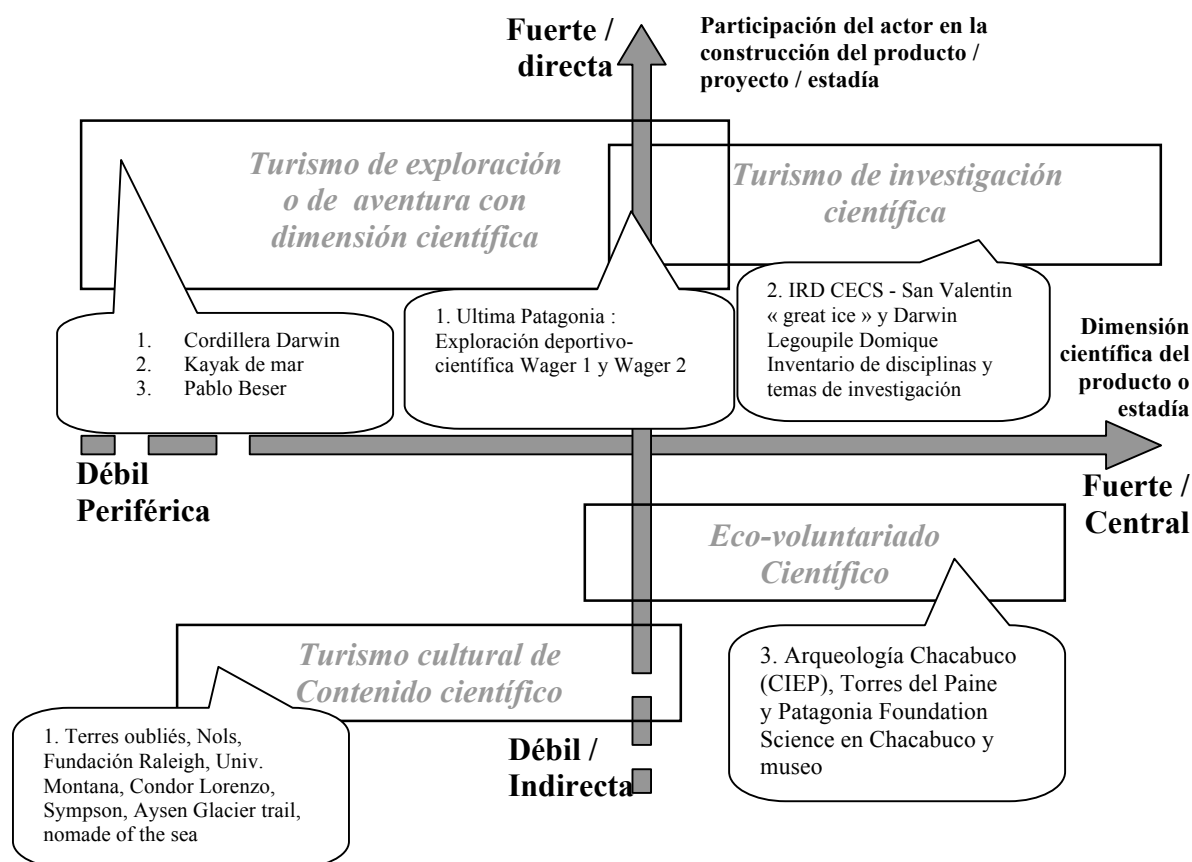 Fuerte /
directa
Participación del actor en la
construcción del producto /
proyecto / estadía
Turismo de exploración
o de aventura con
dimensión científica
Turismo de investigación
científica
1. Cordillera Darwin
2. Kayak de mar
3. Pablo Beser
1. Ultima Patagonia :
Exploración deportivo-
científica Wager 1 y Wager 2
2. IRD CECS - San Valentin
« great ice » y Darwin
Legoupile Domique
Inventario de disciplinas y
temas de investigación
Dimensión
científica del
producto o
estadía
Débil
Periférica
Fuerte /
Central
Eco-voluntariado
Científico
Turismo cultural de
Contenido científico
3. Arqueología Chacabuco
(CIEP), Torres del Paine
y Patagonia Foundation
Science en Chacabuco y
museo
1. Terres oubliés, Nols,
Fundación Raleigh, Univ.
Montana, Condor Lorenzo,
Sympson, Aysen Glacier trail,
nomade of the sea
Débil /
Indirecta